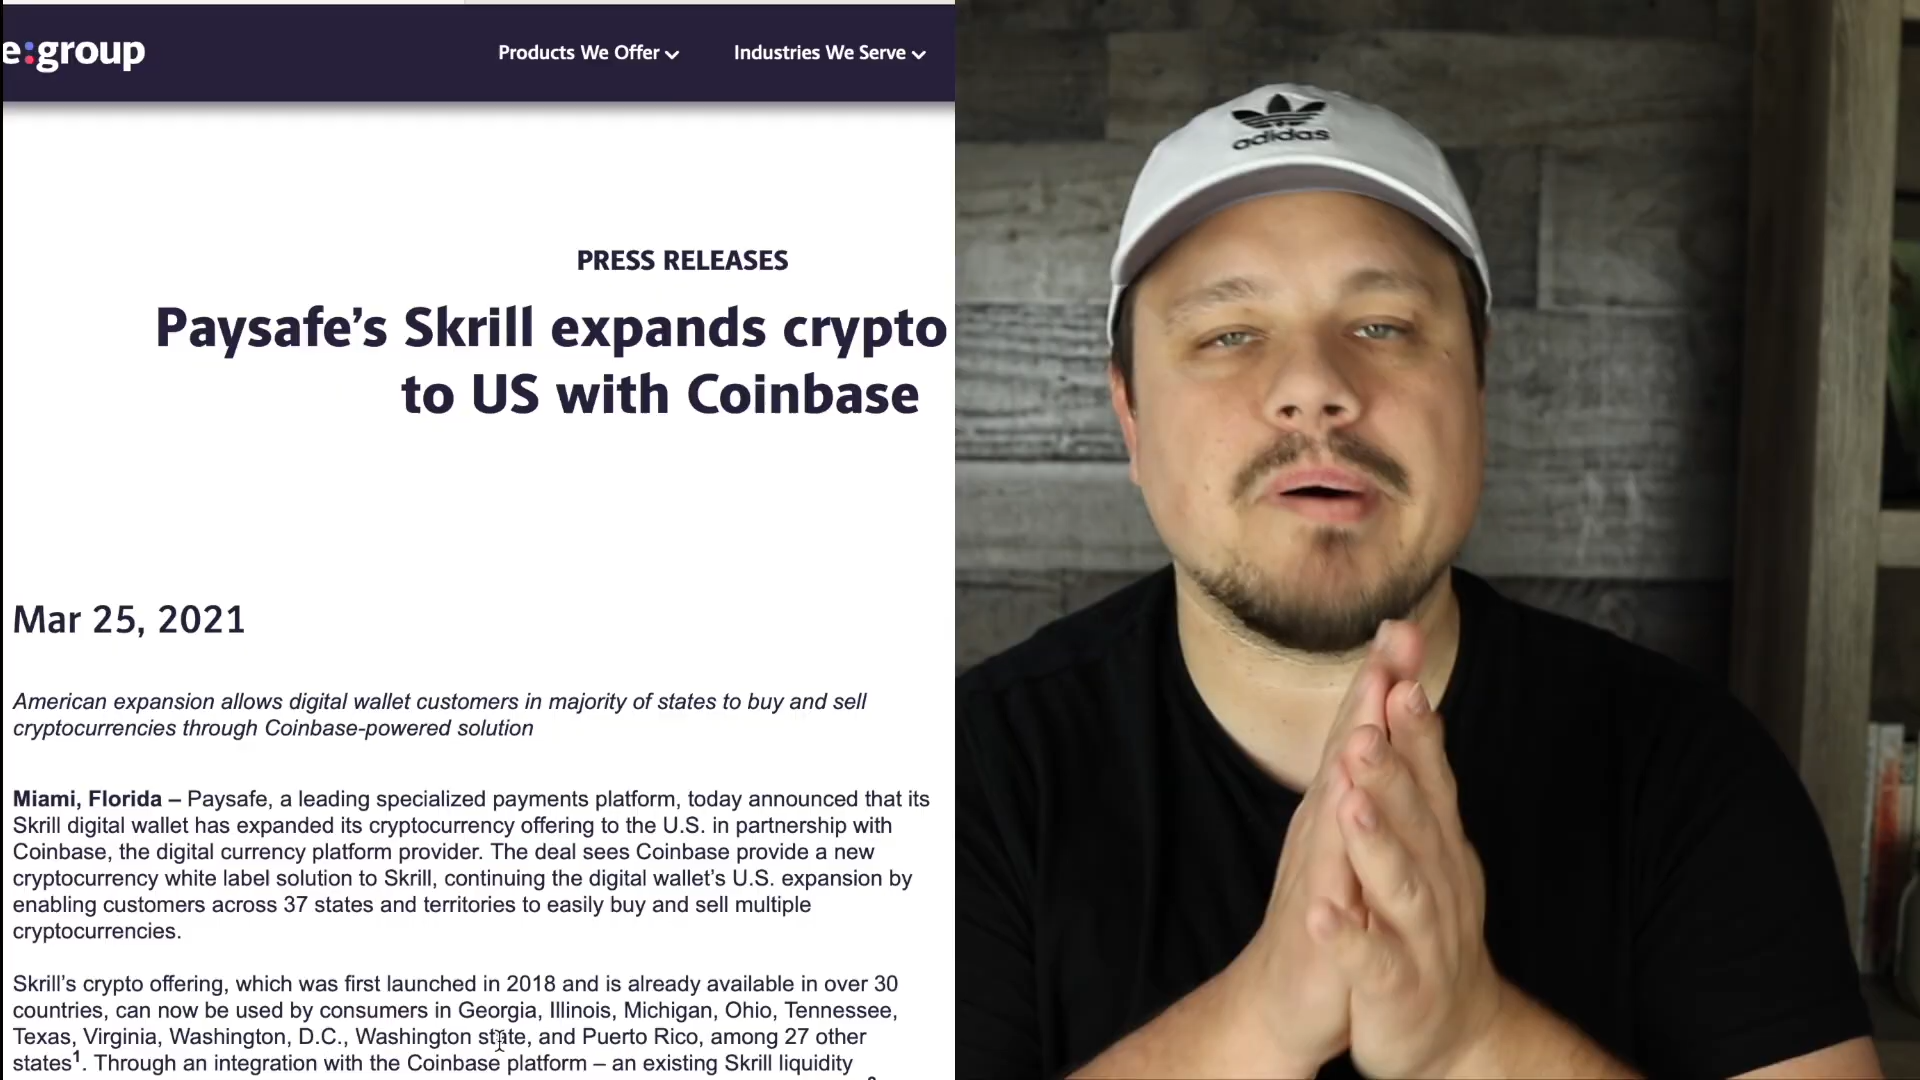 e:group
Products We Offer
Industries We Serve
PRESS RELEASES
Paysafe's Skrill expands crypto
to US with Coinbase
Mar 25, 2021
American expansion allows digital wallet customers in majority of states to buy and sell
cryptocurrencies through Coinbase-powered solution
Miami, Florida – Paysafe, a leading specialized payments platform, today announced that its
Skrill digital wallet has expanded its cryptocurrency offering to the U.S. in partnership with
Coinbase, the digital currency platform provider. The deal sees Coinbase provide a new
cryptocurrency white label solution to Skrill, continuing the digital wallet's U.S. expansion by
enabling customers across 37 states and territories to easily buy and sell multiple
cryptocurrencies.
Skrill's crypto offering, which was first launched in 2018 and is already available in over 30
countries, can now be used by consumers in Georgia, Illinois, Michigan, Ohio, Tennessee,
Texas, Virginia, Washington, D.C., Washington state, and Puerto Rico, among 27 other
states¹. Through an integration with the Coinbase platform – an existing Skrill liquidity
adidas